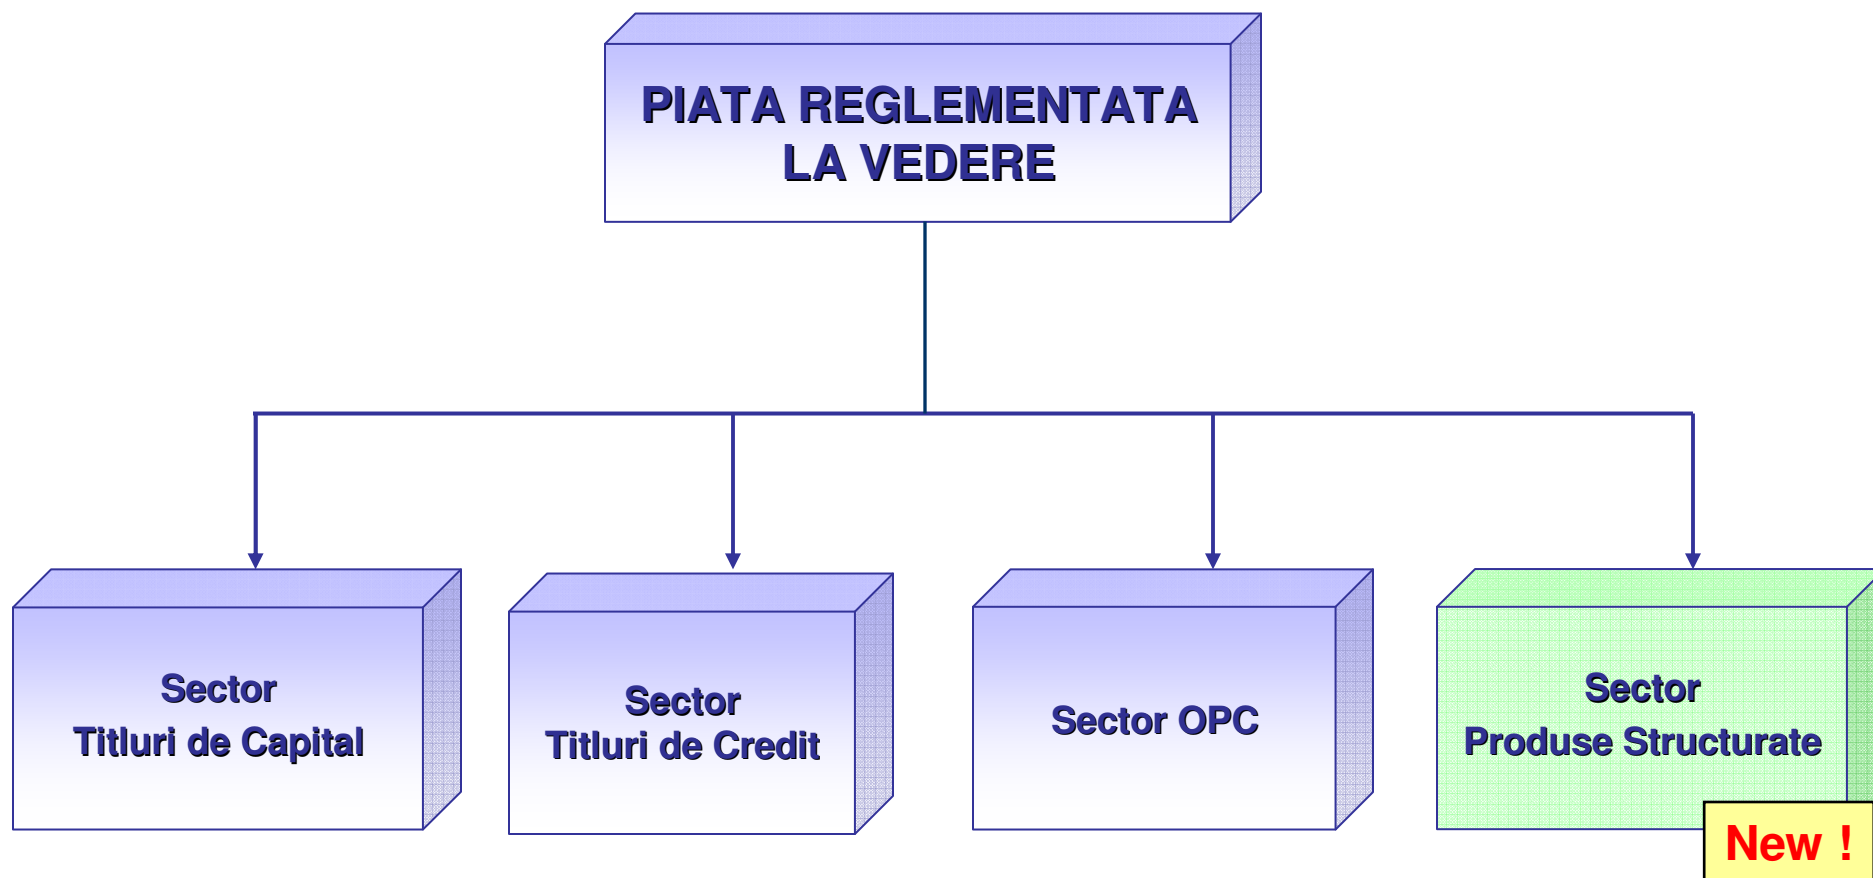 PIATA REGLEMENTATA
LA VEDERE
Sector
Titluri de Capital
Sector
Titluri de Credit
Sector OPC
Sector
Produse Structurate
New !